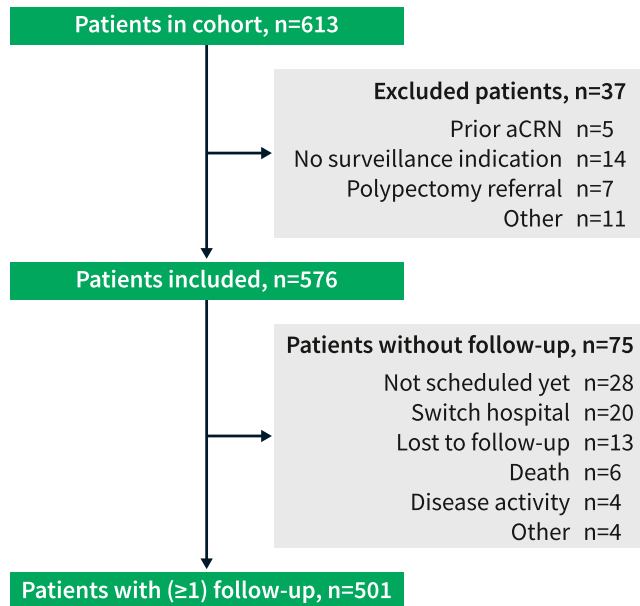 Patients in cohort, n=613
Excluded patients, n=37
Prior aCRN n=5
No surveillance indication n=14
Polypectomy referral n=7
Other n=11
Patients included, n=576
Patients without follow-up, n=75
Not scheduled yet n=28
Switch hospital n=20
Lost to follow-up n=13
Death n=6
Disease activity n=4
Other n=4
Patients with (≥1) follow-up, n=501